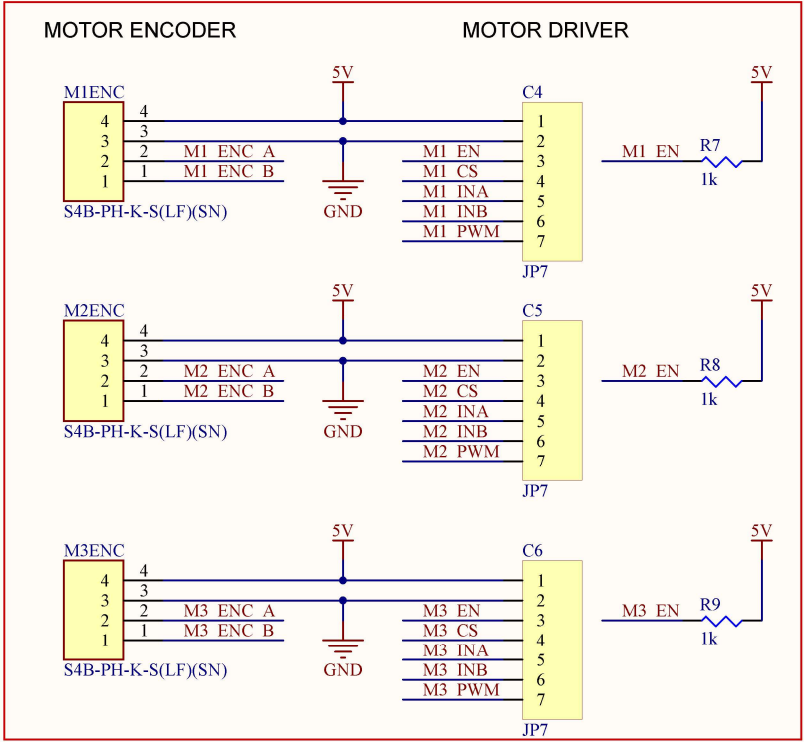 MOTOR ENCODER MOTOR DRIVER
5V 5V
M1ENC C4
4 4 1
3 3 2
2 2 M1 ENC A M1 EN 3 M1 EN R7
1 1 M1 ENC B M1 CS 4 1k
M1 INA 5
S4B-PH-K-S(LF)(SN) GND M1 INB 6
M1 PWM 7
JP7
5V 5V
M2ENC C5
4 4 1
3 3 2
2 2 M2 ENC A M2 EN 3 M2 EN R8
1 1 M2 ENC B M2 CS 4 1k
M2 INA 5
S4B-PH-K-S(LF)(SN) GND M2 INB 6
M2 PWM 7
JP7
5V 5V
M3ENC C6
4 4 1
3 3 2
2 2 M3 ENC A M3 EN 3 M3 EN R9
1 1 M3 ENC B M3 CS 4 1k
M3 INA 5
S4B-PH-K-S(LF)(SN) GND M3 INB 6
M3 PWM 7
JP7